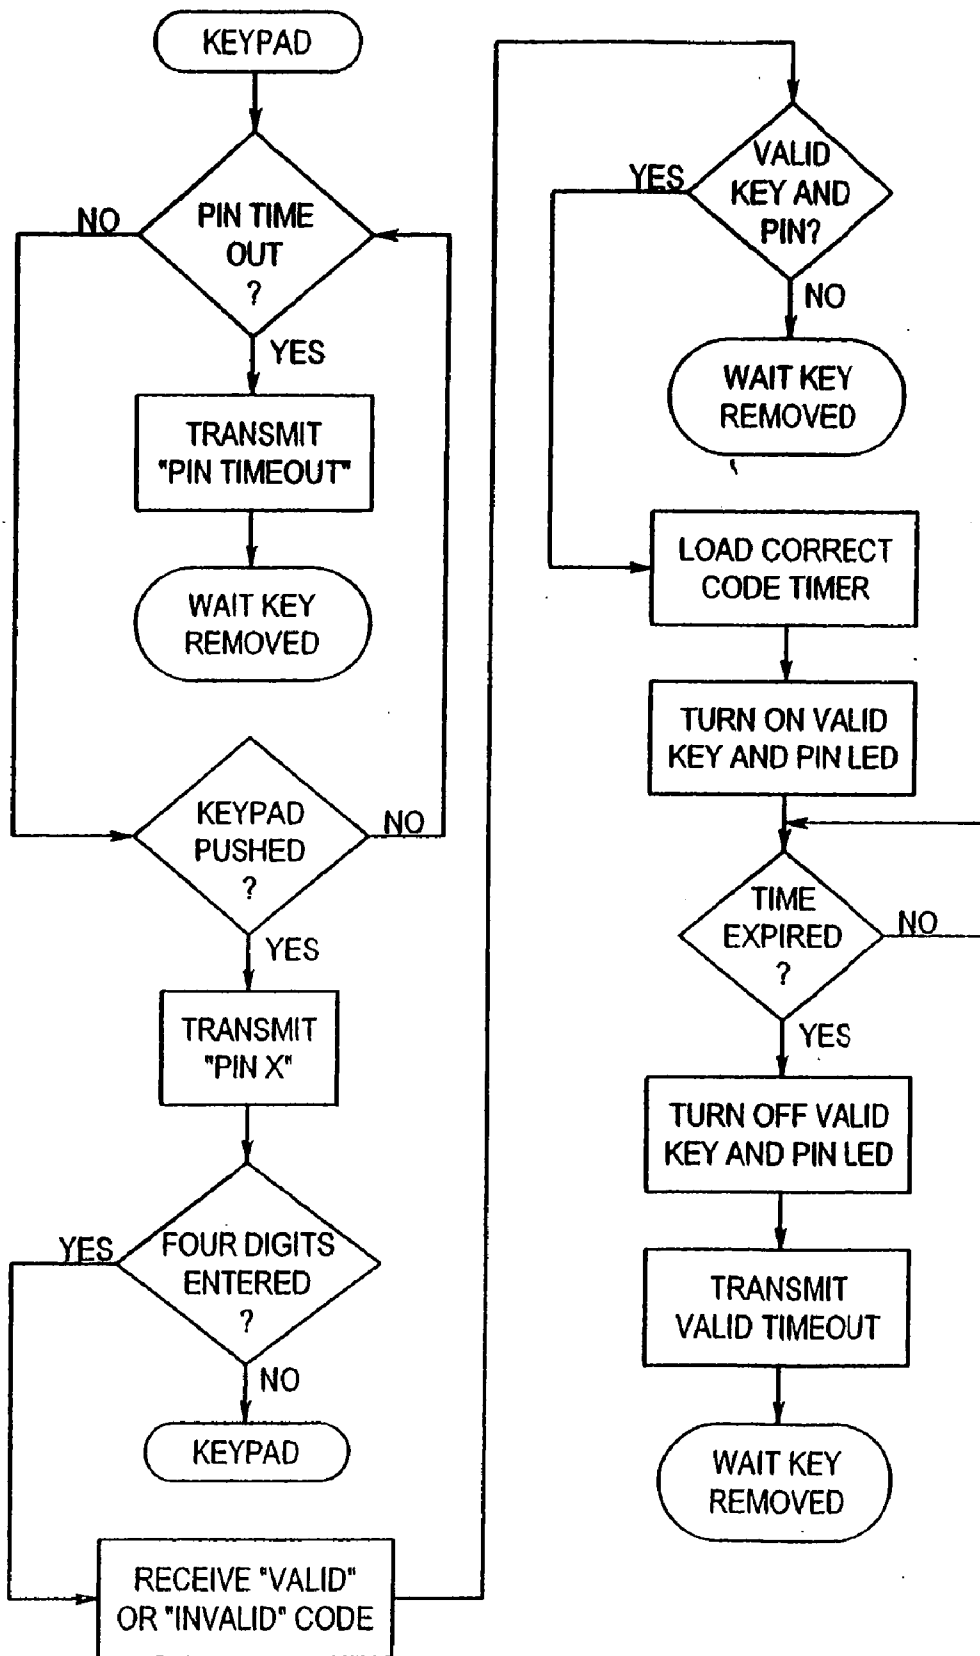 KEYPAD
PIN TIME
OUT
?
NO
YES
TRANSMIT
"PIN TIMEOUT"
WAIT KEY
REMOVED
KEYPAD
PUSHED
?
NO
YES
TRANSMIT
"PIN X"
FOUR DIGITS
ENTERED
?
YES
NO
KEYPAD
RECEIVE "VALID"
OR "INVALID" CODE
VALID
KEY AND
PIN?
YES
NO
WAIT KEY
REMOVED
LOAD CORRECT
CODE TIMER
TURN ON VALID
KEY AND PIN LED
TIME
EXPIRED
?
NO
YES
TURN OFF VALID
KEY AND PIN LED
TRANSMIT
VALID TIMEOUT
WAIT KEY
REMOVED